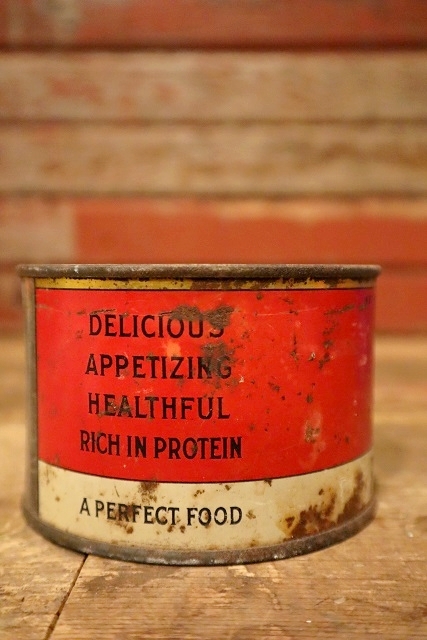 DELICIOUS
APPETIZING
HEALTHFUL
RICH IN PROTEIN
A PERFECT FOOD